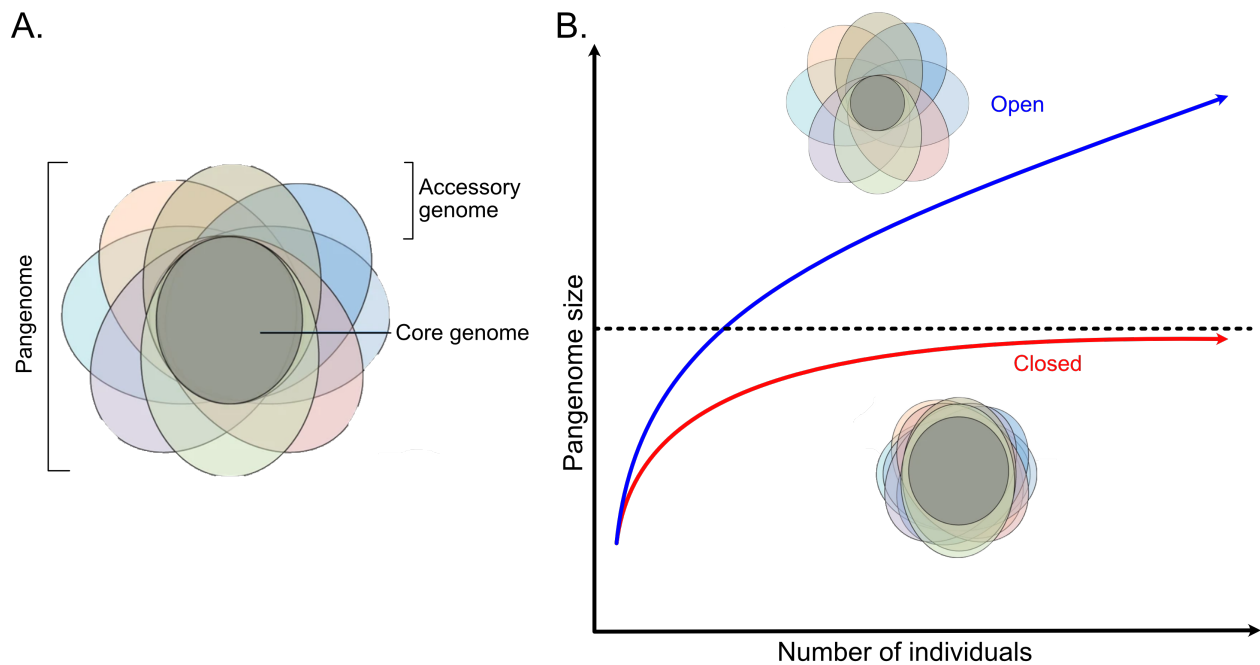 A.
Pangenome
Accessory
genome
Core genome
B.
Pangenome size
Open
Closed
Number of individuals